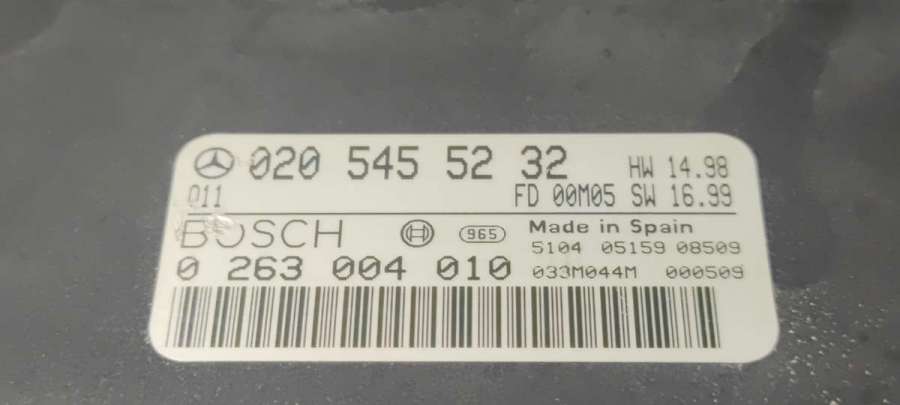 020 545 52 32 HW 14.98
Q11 FD 00M05 SW 16.99
BOSCH 965 Made in Spain
5104 05159 08509
0 263 004 010 033M044M 000509